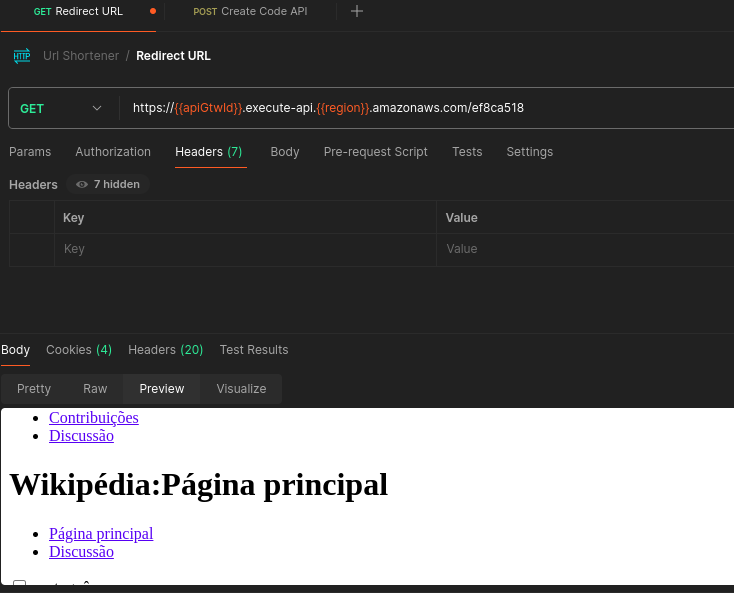 GET Redirect URL POST Create Code API
HTTP Url Shortener / Redirect URL
GET https://{{apiGtwId}}.execute-api.{{region}}.amazonaws.com/ef8ca518
Params Authorization Headers (7) Body Pre-request Script Tests Settings
Headers 7 hidden
Key Value
Key Value
Body Cookies (4) Headers (20) Test Results
Pretty Raw Preview Visualize
Contribuições
Discussão
Wikipédia:Página principal
Página principal
Discussão